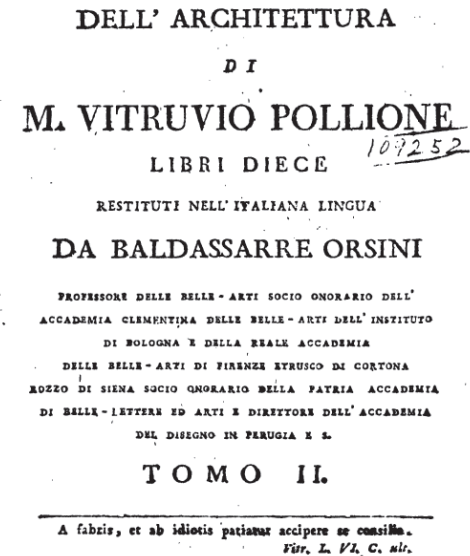 DELL' ARCHITETTURA
DI
M. VITRUVIO POLLIONE
109252
LIBRI DIECE
RESTITUTI NELL' ITALIANA LINGUA
DA BALDASSARRE ORSINI
PROFESSORE DELLE BELLE-ARTI SOCIO ONORARIO DELL'
ACCADEMIA CLEMENTINA DELLE BELLE-ARTI DELL' INSTITUTO
DI BOLOGNA E DELLA REALE ACCADEMIA
DELLE BELLE-ARTI DI FIRENZE ETRUSCO DI CORTONA
ROZZO DI SIENA SOCIO ONORARIO DELLA PATRIA ACCADEMIA
DI BELLE-LETTERE ED ARTI E DIRETTORE DELL' ACCADEMIA
DEL DISEGNO IN PERUGIA E S.
TOMO II.
A fabris, et ab idiotis patiatur accipere se consilia.
Vitr. L. VI. C. ult.